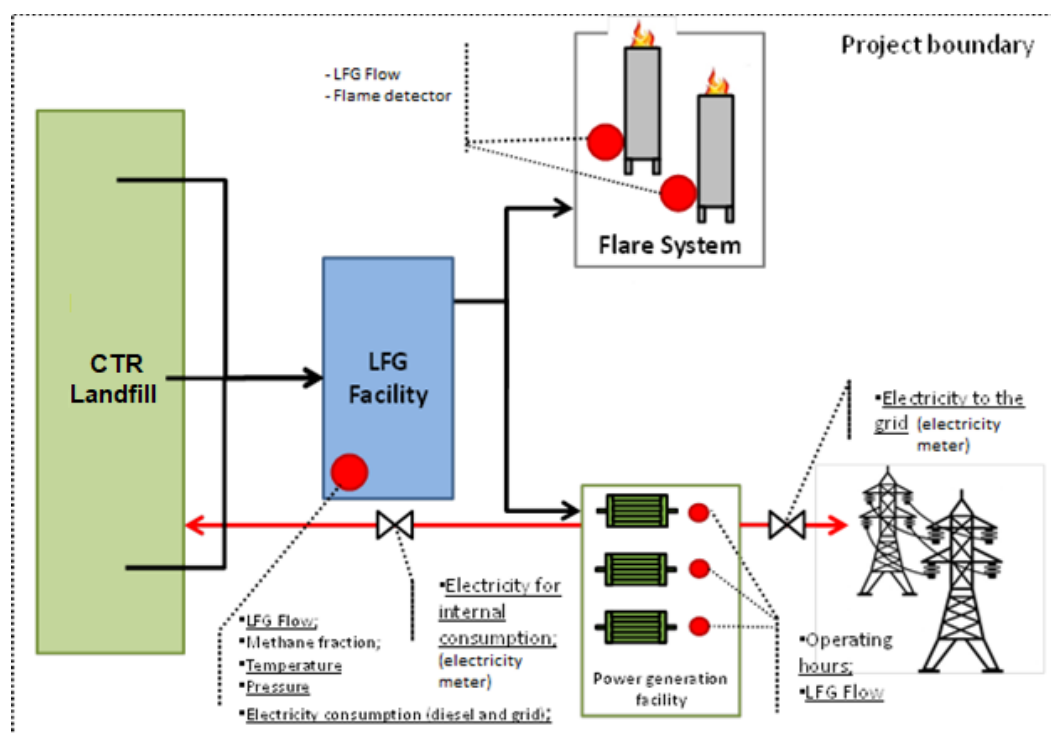 Project boundary
- LFG Flow
- Flame detector
Flare System
CTR
Landfill
LFG
Facility
▪Electricity to the
grid (electricity
meter)
▪Electricity for
internal
consumption;
(electricity
meter)
▪LFG Flow;
▪Methane fraction;
▪Temperature
▪Pressure
▪Electricity consumption (diesel and grid);
Power generation
facility
▪Operating
hours;
▪LFG Flow